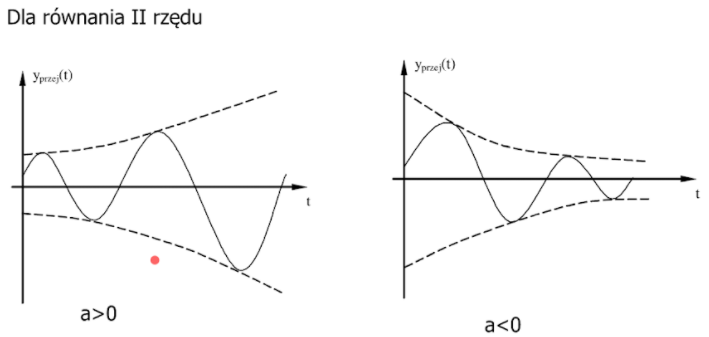 Dla równania II rzędu
yprzej(t)
t
a>0
yprzej(t)
t
a<0